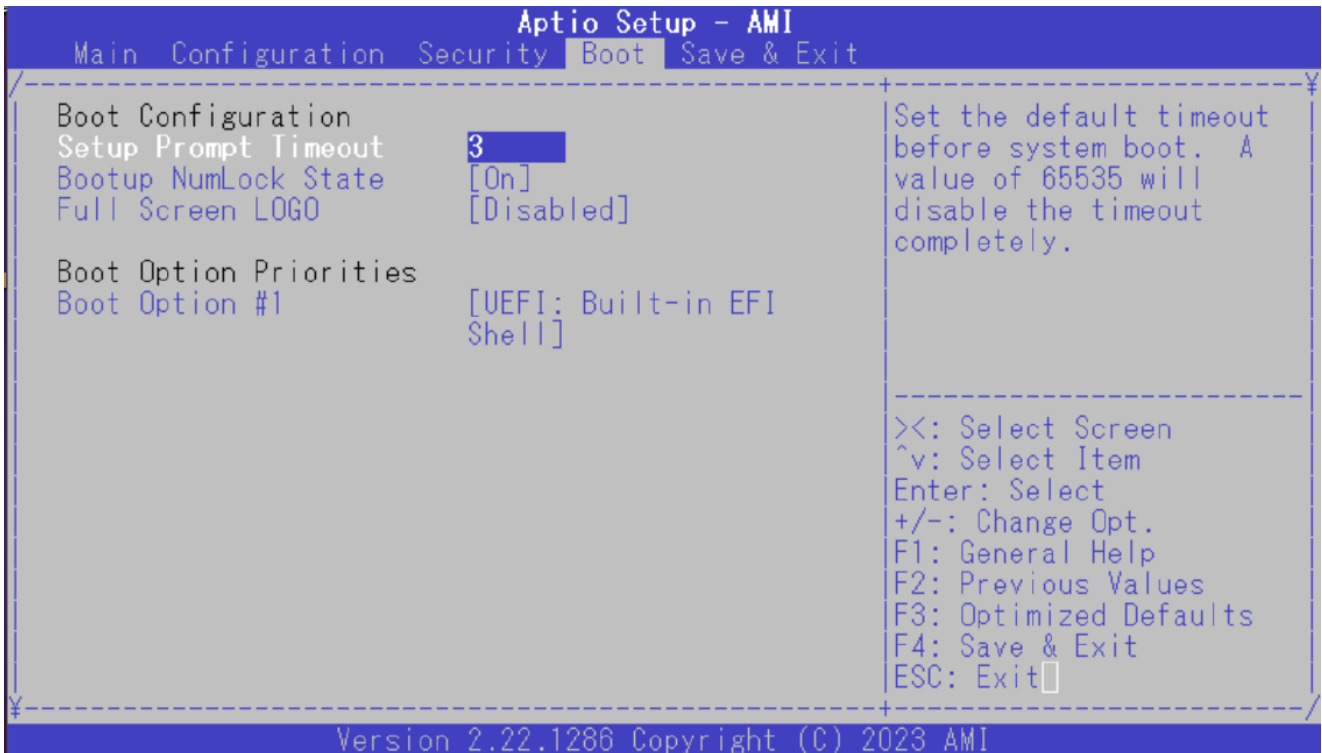 Aptio Setup - AMI
Main Configuration Security Boot Save & Exit
Boot Configuration
Setup Prompt Timeout 3
Bootup NumLock State [On]
Full Screen LOGO [Disabled]
Boot Option Priorities
Boot Option #1 [UEFI: Built-in EFI
Shell]
Set the default timeout
before system boot. A
value of 65535 will
disable the timeout
completely.
><: Select Screen
^v: Select Item
Enter: Select
+/-: Change Opt.
F1: General Help
F2: Previous Values
F3: Optimized Defaults
F4: Save & Exit
ESC: Exit
Version 2.22.1286 Copyright (C) 2023 AMI